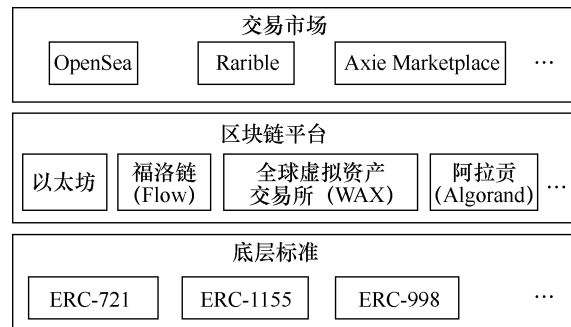 交易市场
OpenSea
Rarible
Axie Marketplace
…
区块链平台
以太坊
福洛链
(Flow)
全球虚拟资产
交易所（WAX）
阿拉贡
(Algorand)
…
底层标准
ERC-721
ERC-1155
ERC-998
…